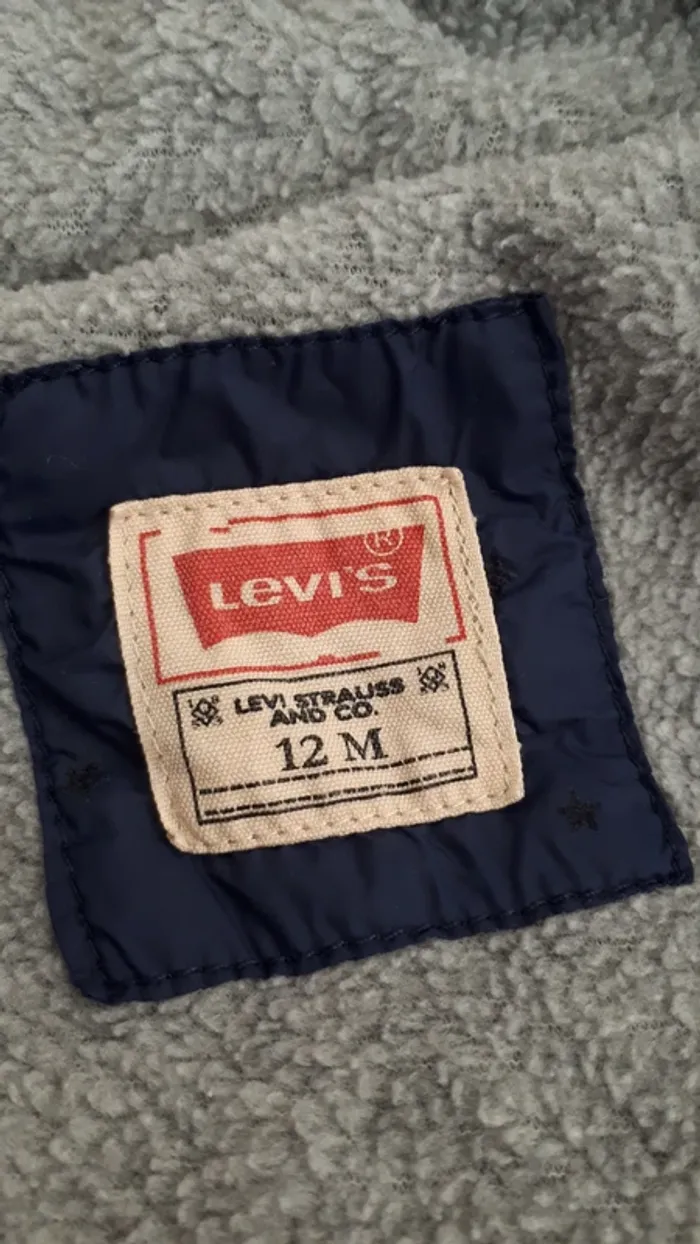 LEVI'S
®
LEVI STRAUSS
AND CO.
12 M